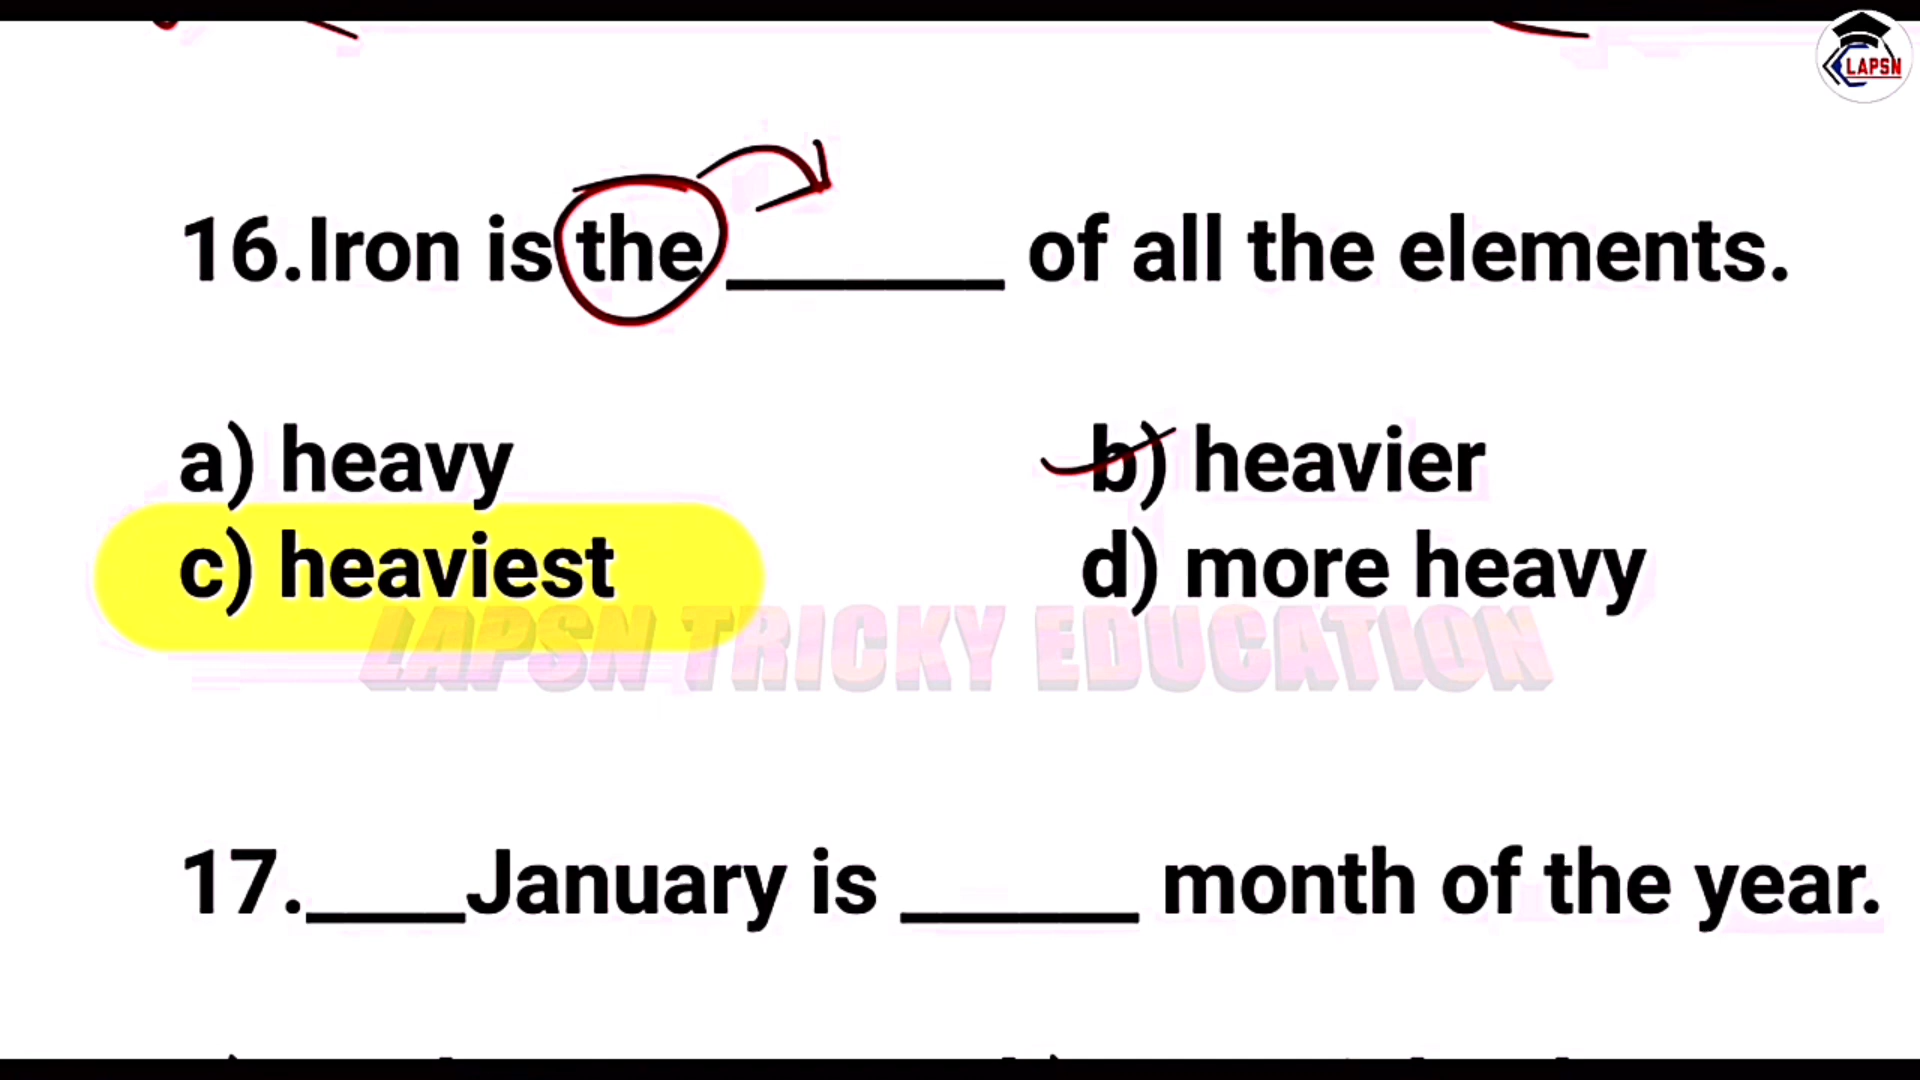 LAPSN
16.Iron is the ______ of all the elements.
a) heavy b) heavier
c) heaviest d) more heavy
LAPSN TRICKY EDUCATION
17.____January is ______ month of the year.